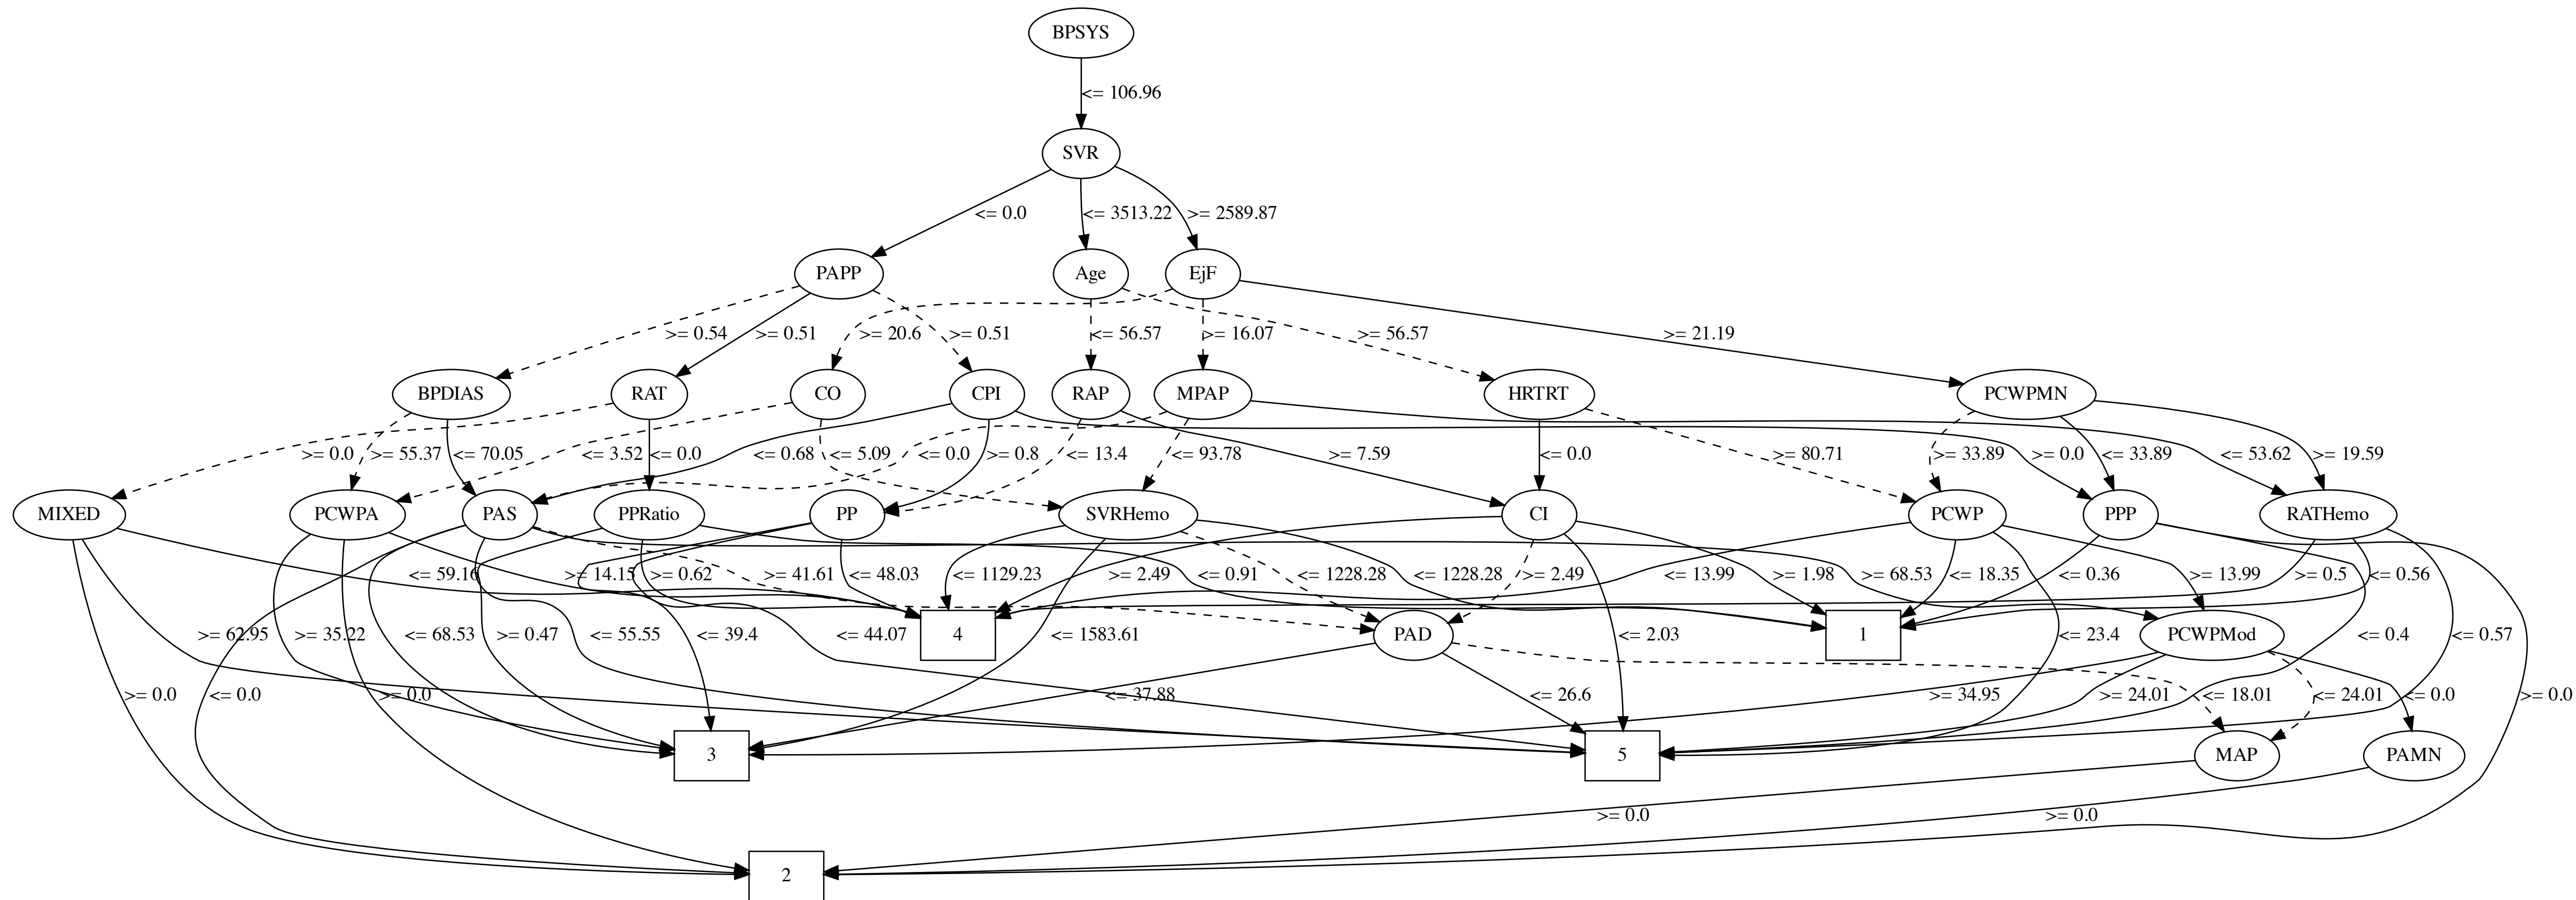 BPSYS
<= 106.96
SVR
<= 0.0
<= 3513.22
>= 2589.87
PAPP
Age
EjF
>= 0.54
>= 0.51
>= 20.6
>= 0.51
<= 56.57
>= 16.07
>= 56.57
>= 21.19
BPDIAS
RAT
CO
CPI
RAP
MPAP
HRTRT
PCWPMN
>= 0.0
>= 55.37
<= 70.05
<= 3.52
<= 0.0
<= 0.68
<= 5.09
<= 0.0
>= 0.8
<= 13.4
<= 93.78
>= 7.59
<= 0.0
>= 80.71
>= 33.89
>= 0.0
<= 33.89
<= 53.62
>= 19.59
MIXED
PCWPA
PAS
PPRatio
PP
SVRHemo
CI
PCWP
PPP
RATHemo
<= 59.16
>= 14.15
>= 0.62
>= 41.61
<= 48.03
<= 1129.23
>= 2.49
<= 0.91
<= 1228.28
<= 1228.28
>= 2.49
<= 13.99
>= 1.98
>= 68.53
<= 18.35
<= 0.36
>= 13.99
>= 0.5
<= 0.56
4
PAD
1
PCWPMod
>= 62.95
>= 35.22
<= 68.53
>= 0.47
<= 55.55
<= 39.4
<= 44.07
<= 1583.61
<= 2.03
<= 23.4
<= 0.4
<= 0.57
>= 0.0
<= 0.0
>= 0.0
<= 37.88
<= 26.6
>= 34.95
>= 24.01
<= 18.01
<= 24.01
<= 0.0
>= 0.0
3
5
MAP
PAMN
>= 0.0
>= 0.0
2